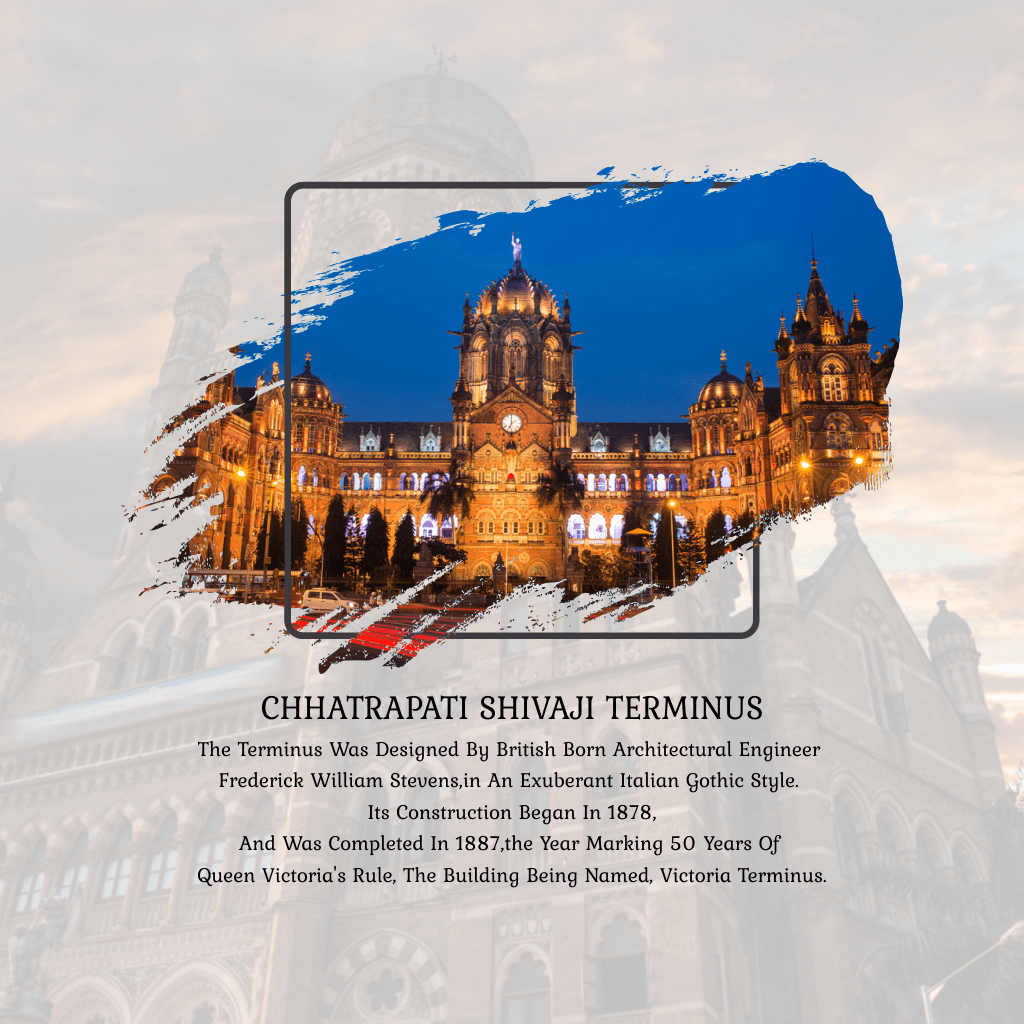 CHHATRAPATI SHIVAJI TERMINUS
The Terminus Was Designed By British Born Architectural Engineer
Frederick William Stevens,in An Exuberant Italian Gothic Style.
Its Construction Began In 1878,
And Was Completed In 1887,the Year Marking 50 Years Of
Queen Victoria's Rule, The Building Being Named, Victoria Terminus.